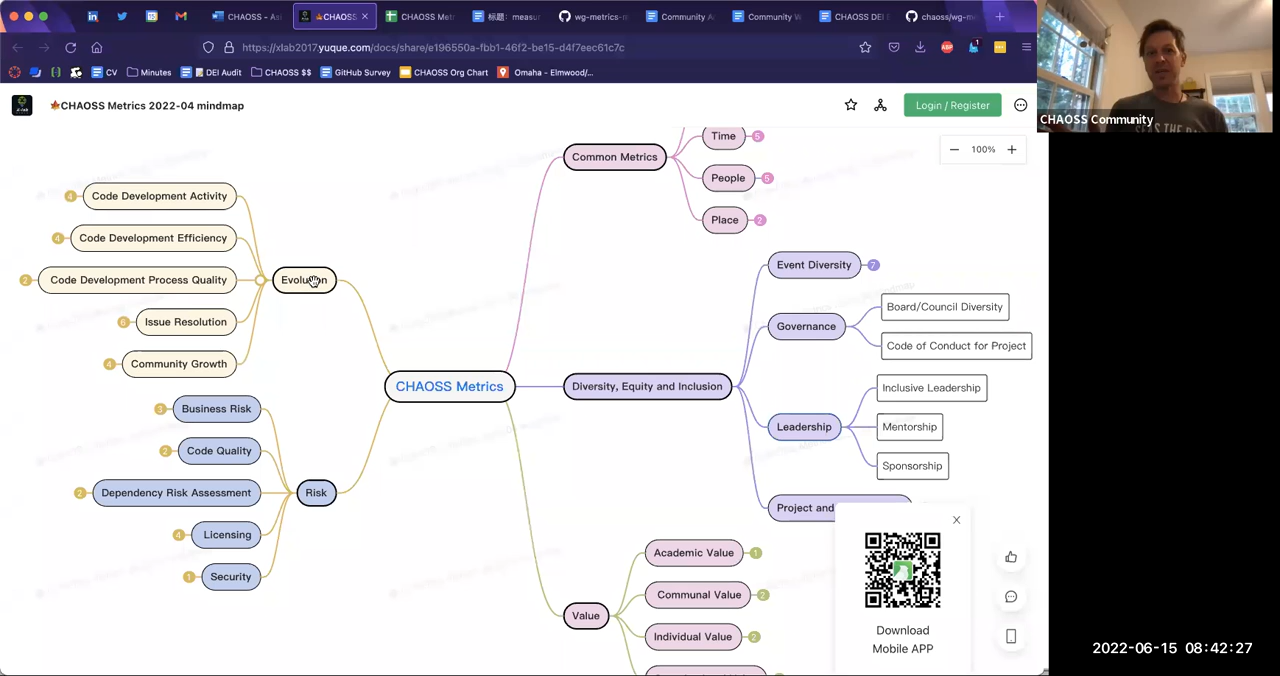 CHAOSS - As
🍁CHAOSS
CHAOSS Met
标题: measur
wg-metrics-m
Community A
Community W
CHAOSS DEI
chaoss/wg-me
https://xlab2017.yuque.com/docs/share/e196550a-fbb1-46f2-be15-d4f7eec61c7c
CV
Minutes
DEI Audit
CHAOSS $$
GitHub Survey
CHAOSS Org Chart
Omaha - Elmwood/...
🍁CHAOSS Metrics 2022-04 mindmap
Login / Register
100%
CHAOSS Community
Common Metrics
Time 5
People 5
Place 2
4 Code Development Activity
4 Code Development Efficiency
2 Code Development Process Quality
6 Issue Resolution
4 Community Growth
Evolution
3 Business Risk
2 Code Quality
2 Dependency Risk Assessment
4 Licensing
1 Security
Risk
CHAOSS Metrics
Diversity, Equity and Inclusion
Event Diversity 7
Governance
Board/Council Diversity
Code of Conduct for Project
Leadership
Inclusive Leadership
Mentorship
Sponsorship
Project and
Value
Academic Value 1
Communal Value 2
Individual Value 2
Download
Mobile APP
2022-06-15 08:42:27